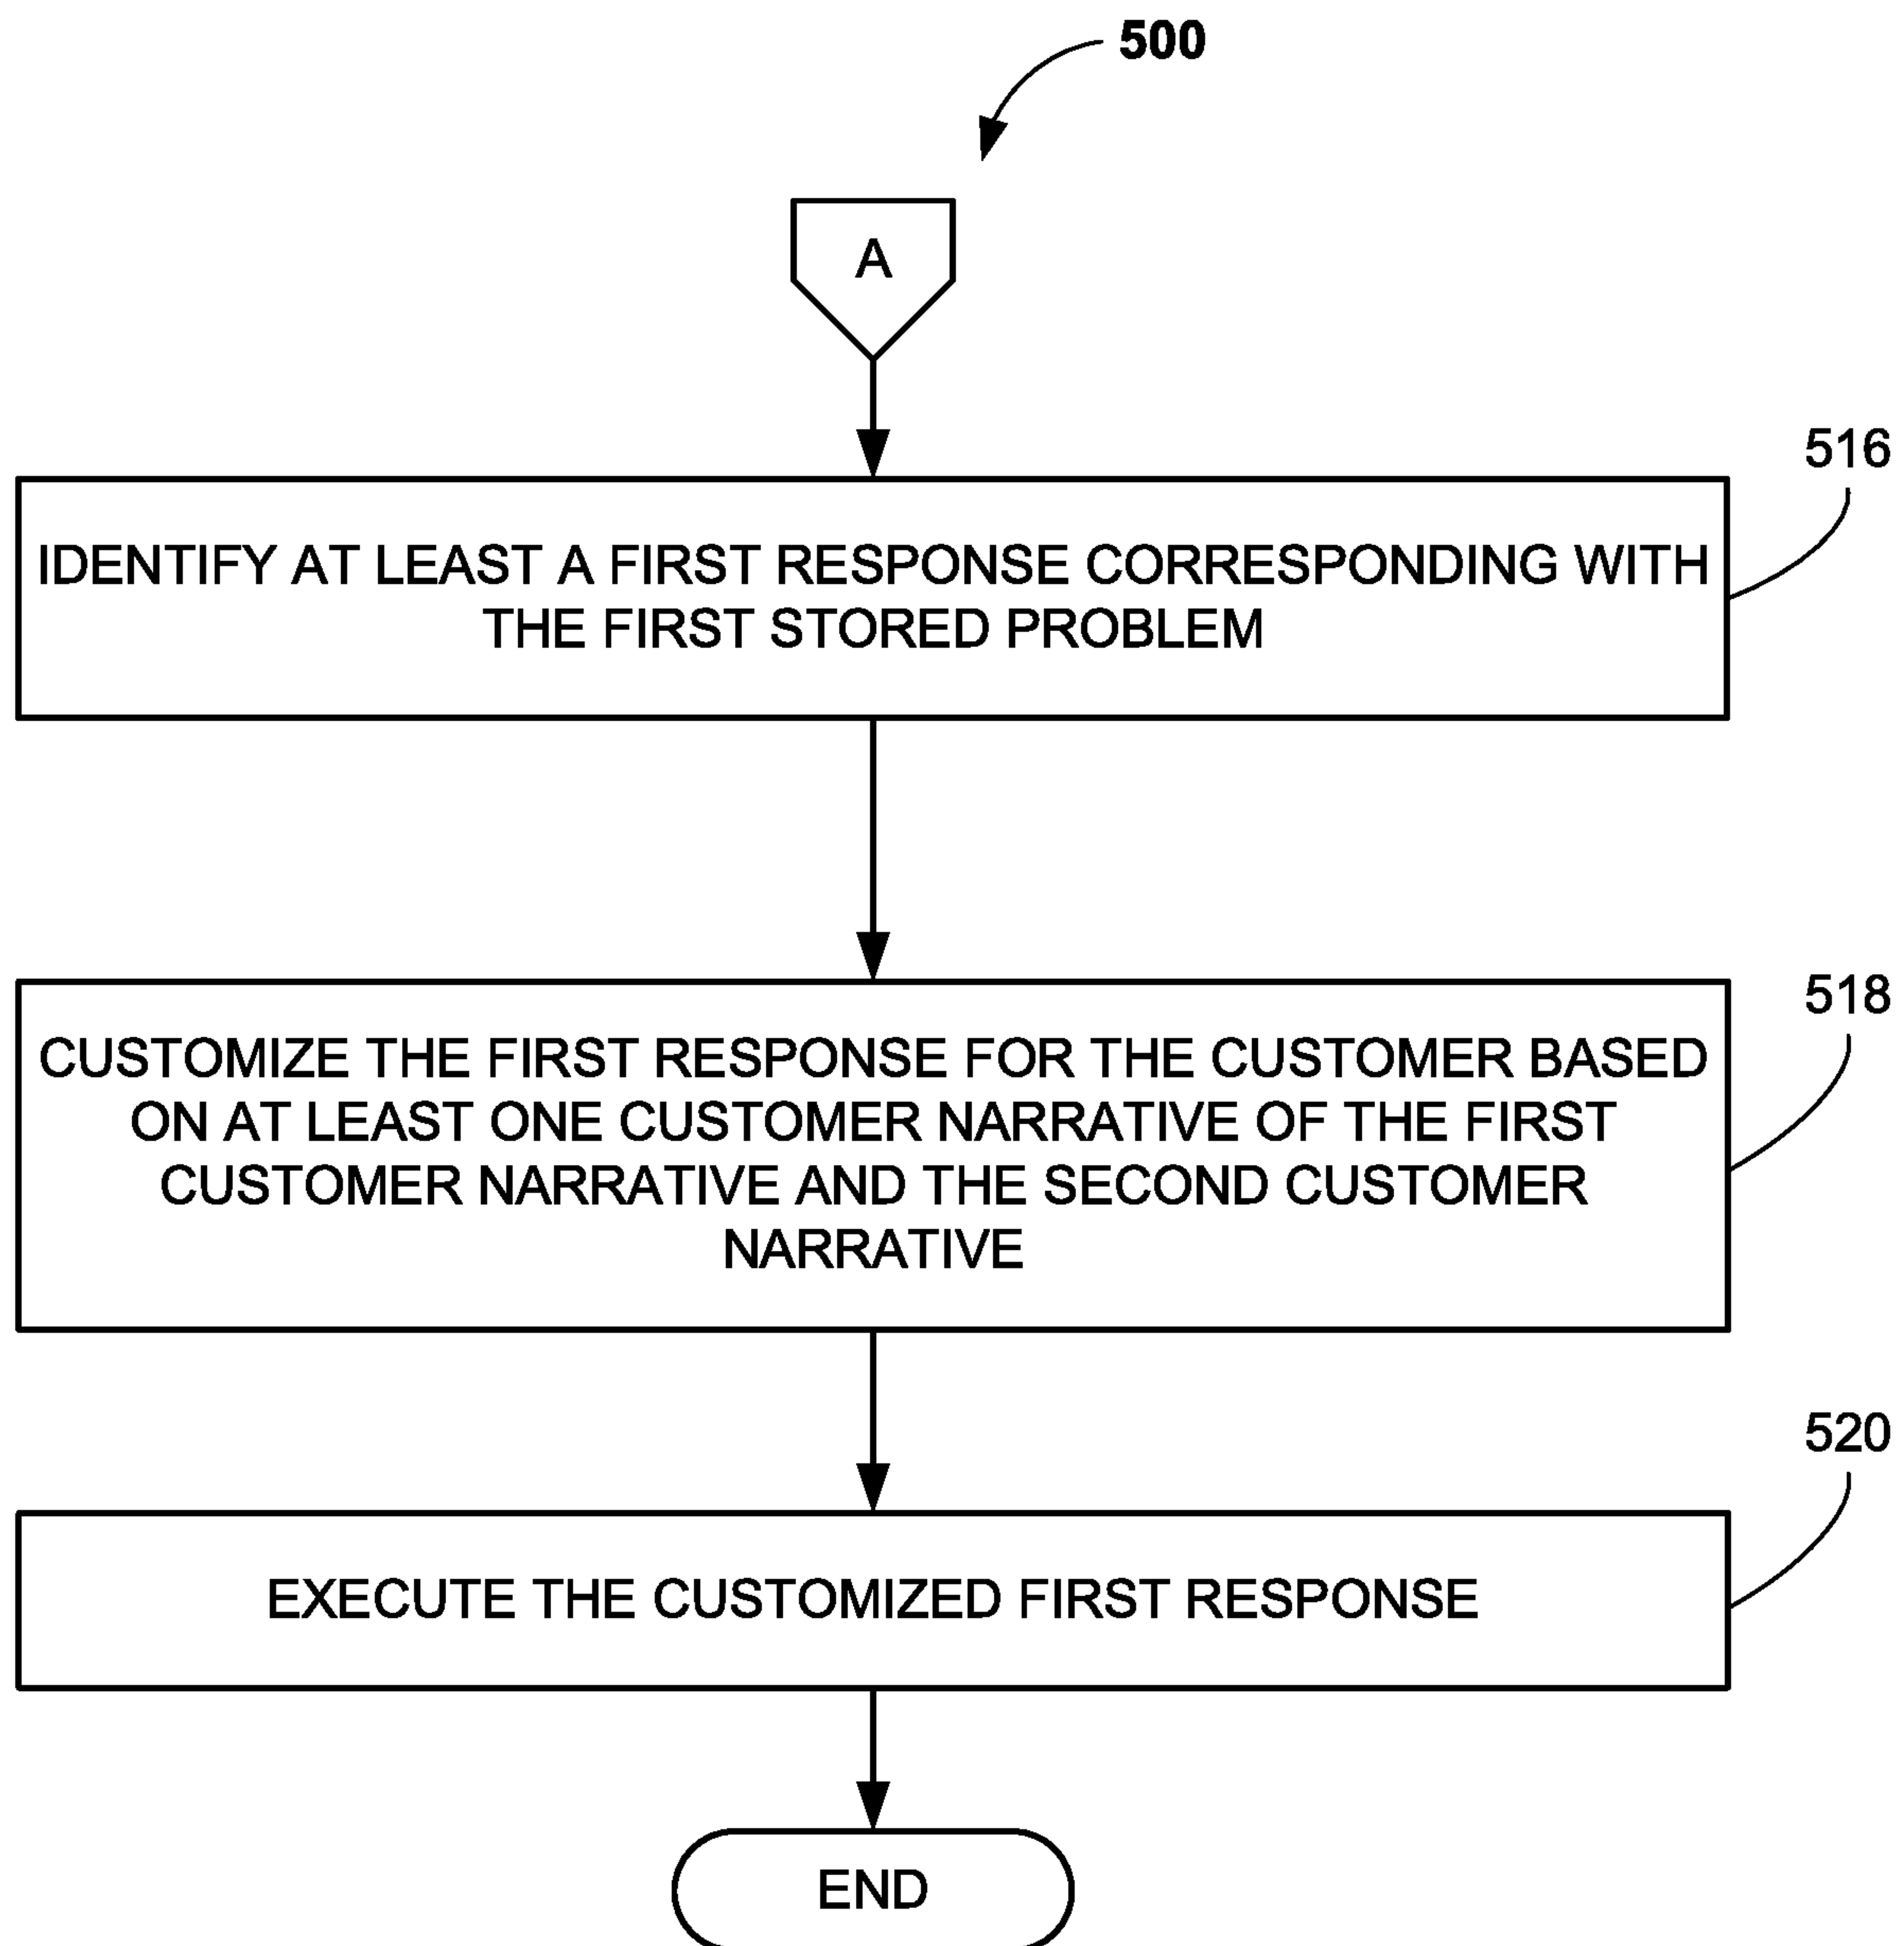 500
A
516
IDENTIFY AT LEAST A FIRST RESPONSE CORRESPONDING WITH
THE FIRST STORED PROBLEM
518
CUSTOMIZE THE FIRST RESPONSE FOR THE CUSTOMER BASED
ON AT LEAST ONE CUSTOMER NARRATIVE OF THE FIRST
CUSTOMER NARRATIVE AND THE SECOND CUSTOMER
NARRATIVE
520
EXECUTE THE CUSTOMIZED FIRST RESPONSE
END